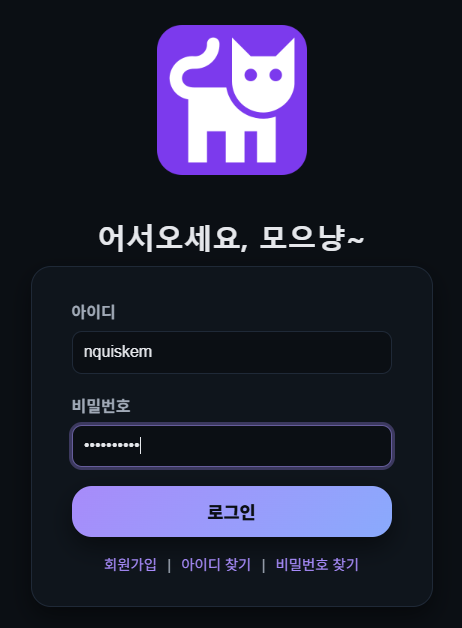 어서오세요, 모으냥~
아이디
nquiskem
비밀번호
••••••••••
로그인
회원가입 | 아이디 찾기 | 비밀번호 찾기